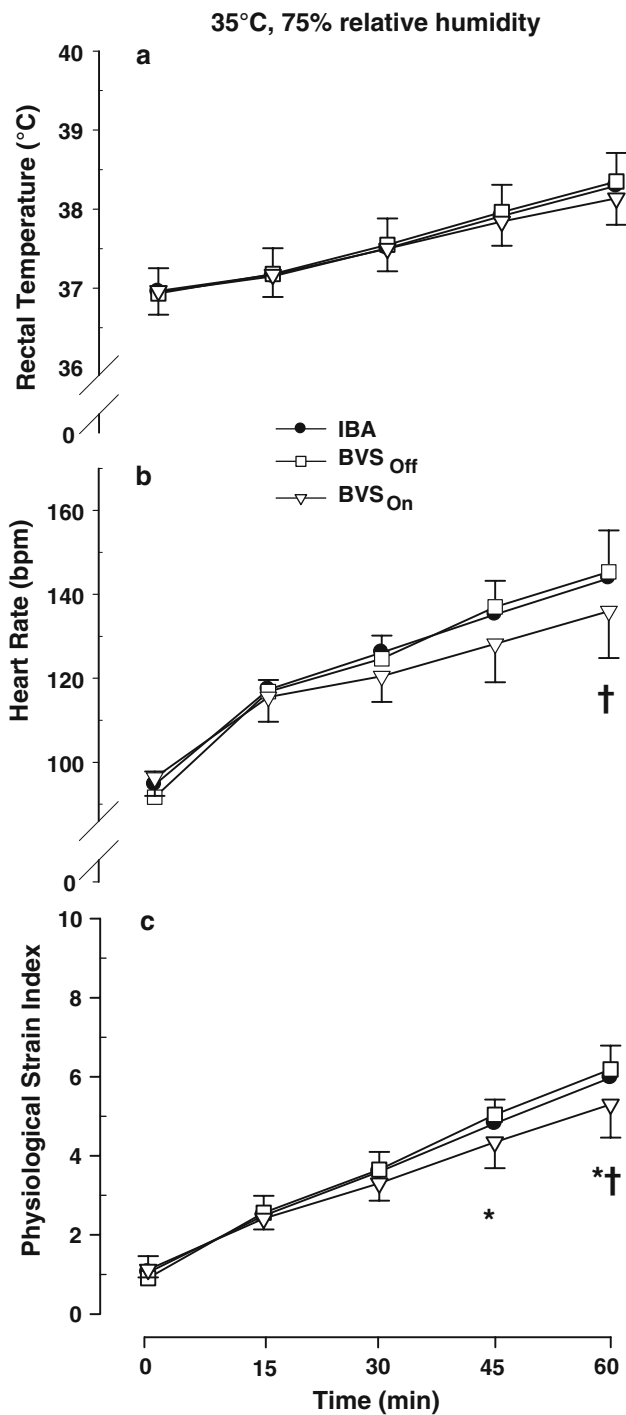 35°C, 75% relative humidity
a
Rectal Temperature (°C)
40
39
38
37
36
0
IBA
BVS Off
BVS On
b
Heart Rate (bpm)
160
140
120
100
0
†
c
Physiological Strain Index
10
8
6
4
2
0
*
*†
0 15 30 45 60
Time (min)